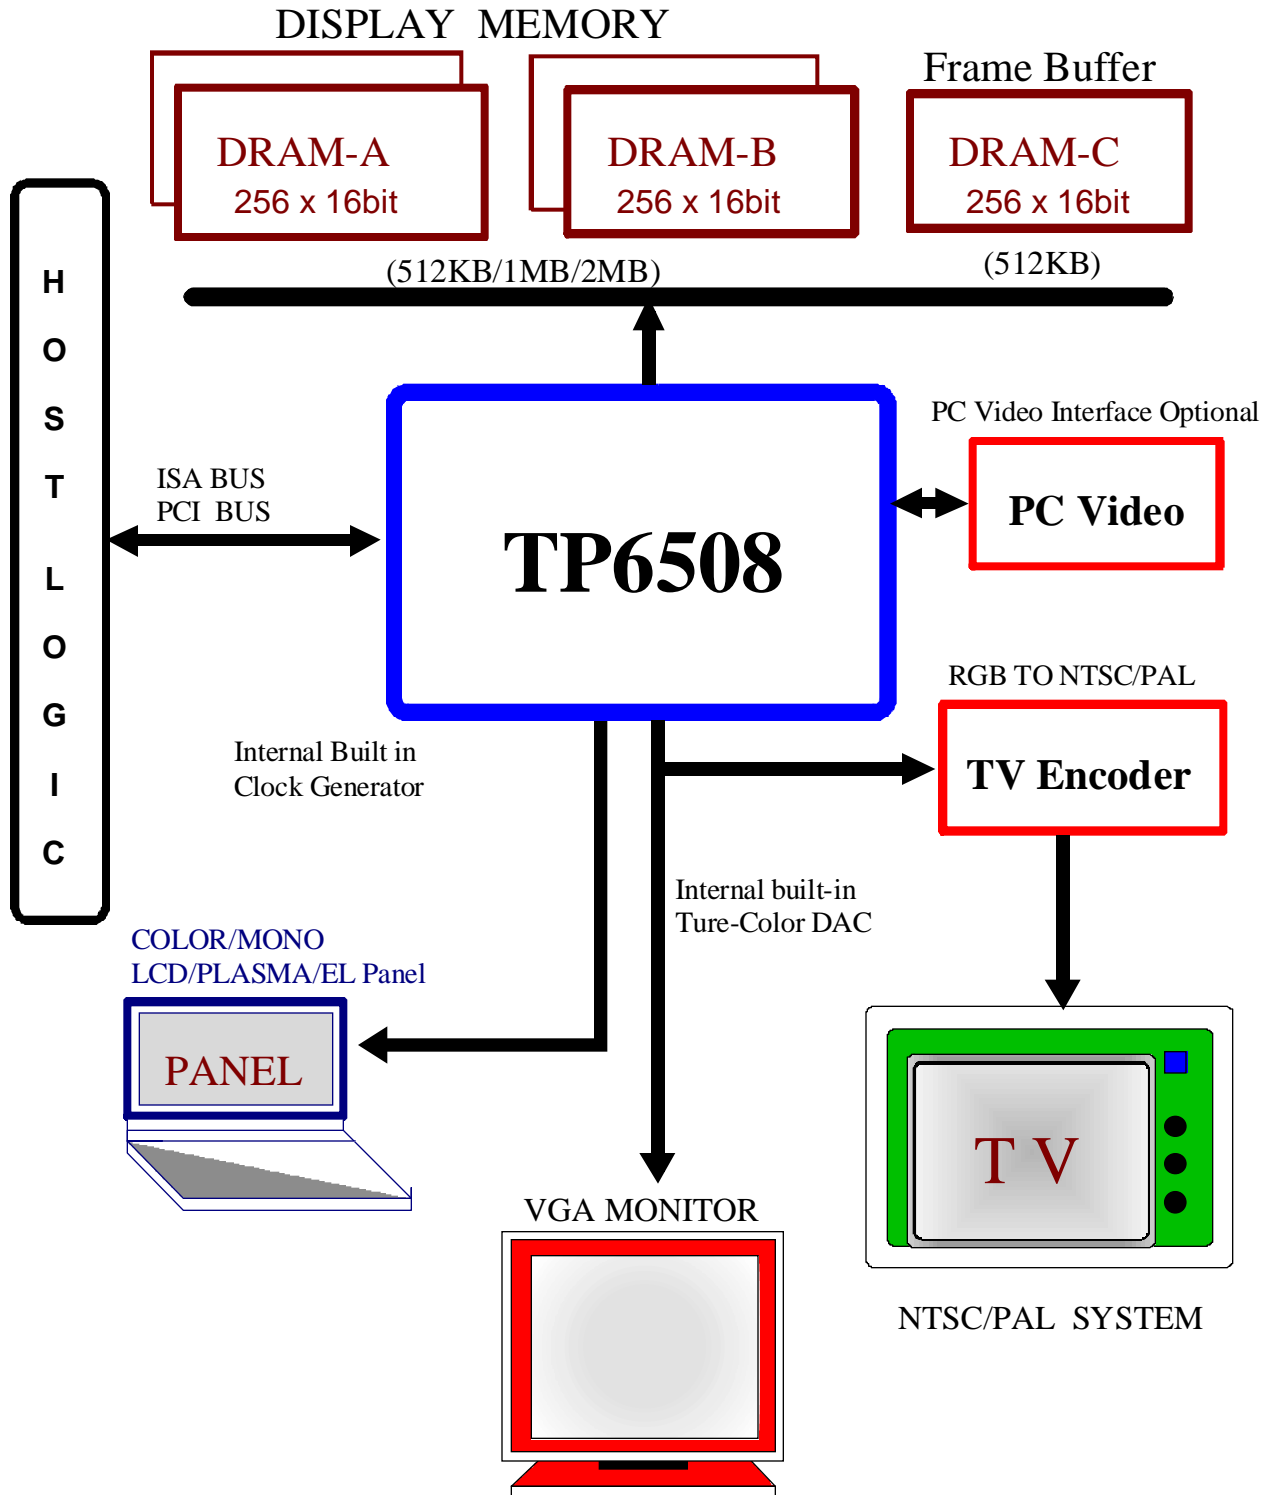 DISPLAY MEMORY
Frame Buffer
DRAM-A
256 x 16bit
DRAM-B
256 x 16bit
DRAM-C
256 x 16bit
(512KB/1MB/2MB)
(512KB)
HOST LOGIC
ISA BUS
PCI BUS
TP6508
PC Video Interface Optional
PC Video
RGB TO NTSC/PAL
TV Encoder
Internal Built in
Clock Generator
Internal built-in
Ture-Color DAC
COLOR/MONO
LCD/PLASMA/EL Panel
PANEL
TV
VGA MONITOR
NTSC/PAL SYSTEM